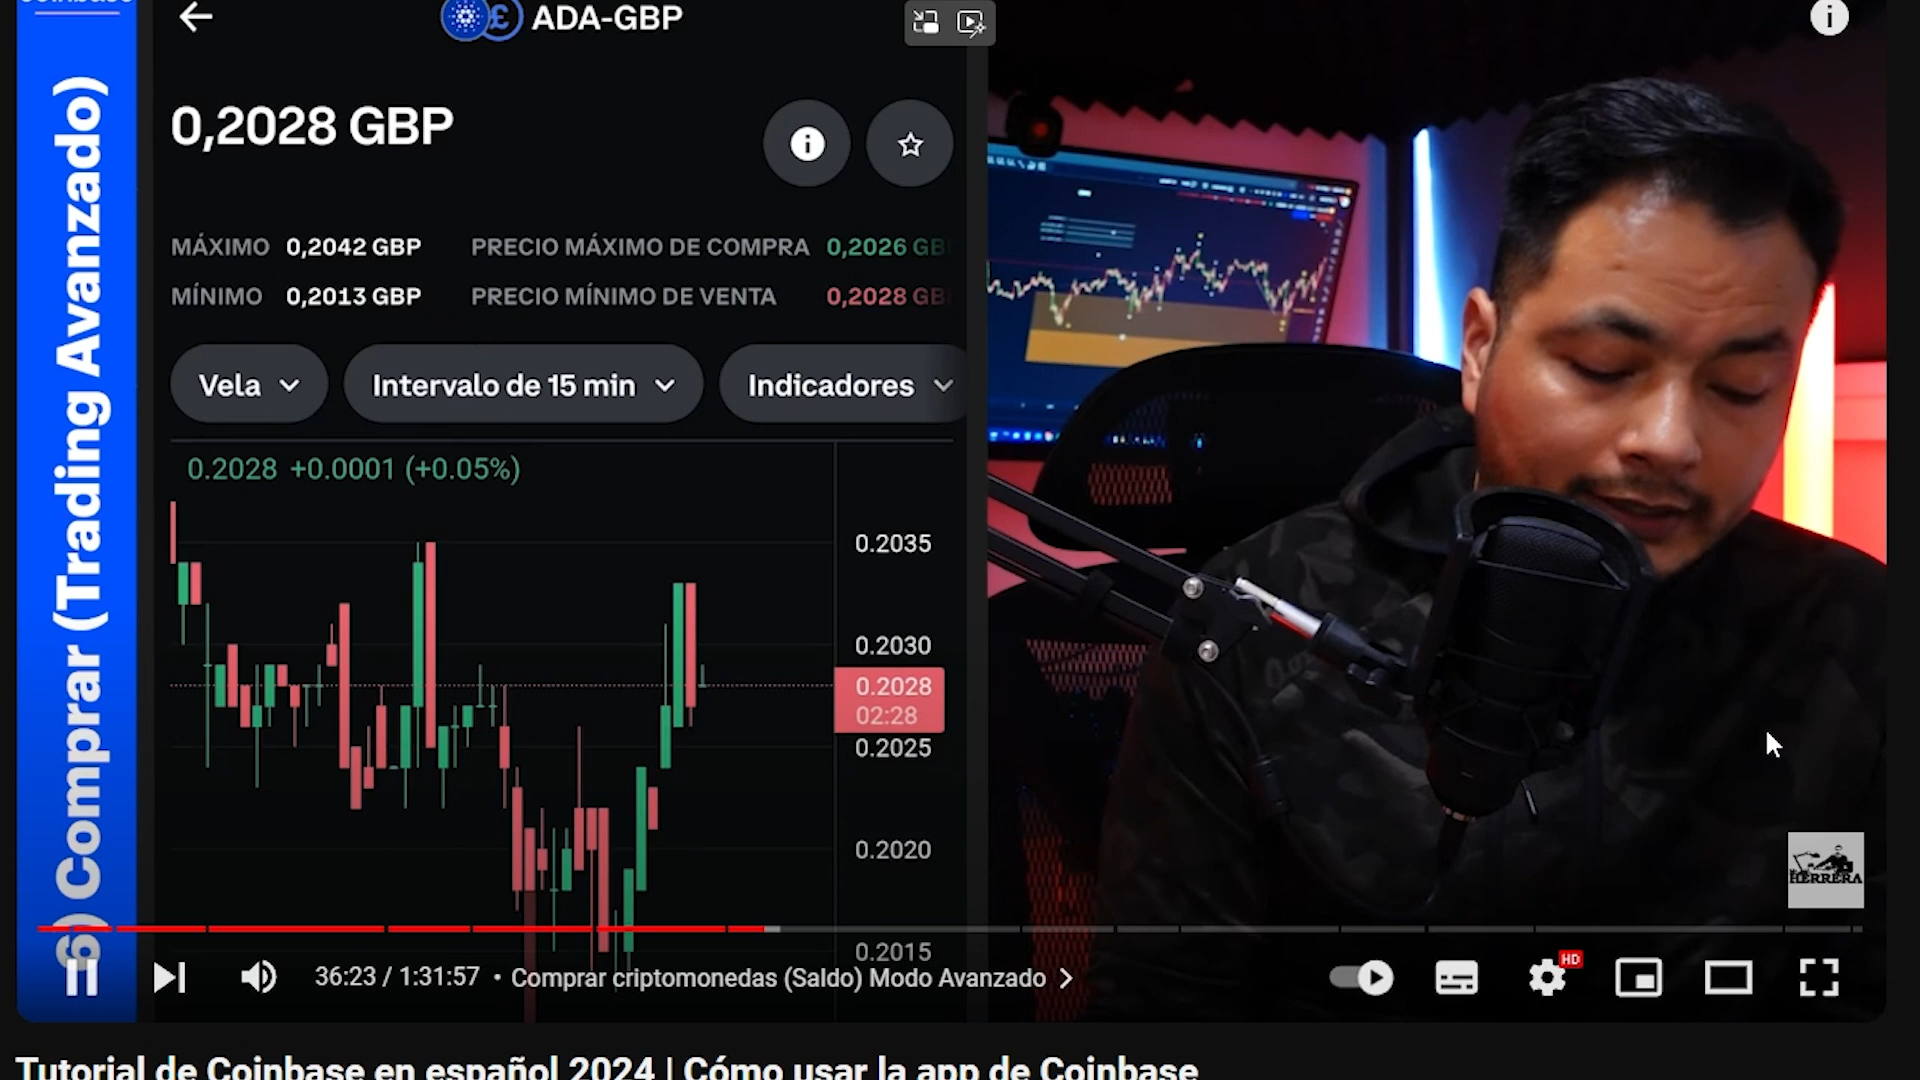 coinbase
6) Comprar (Trading Avanzado)
ADA-GBP
0,2028 GBP
MÁXIMO 0,2042 GBP PRECIO MÁXIMO DE COMPRA 0,2026 GB
MÍNIMO 0,2013 GBP PRECIO MÍNIMO DE VENTA 0,2028 GB
Vela
Intervalo de 15 min
Indicadores
0.2028 +0.0001 (+0.05%)
0.2035
0.2030
0.2028
02:28
0.2025
0.2020
0.2015
HERRERA
36:23 / 1:31:57 • Comprar criptomonedas (Saldo) Modo Avanzado
HD
Tutorial de Coinbase en español 2024 | Cómo usar la app de Coinbase